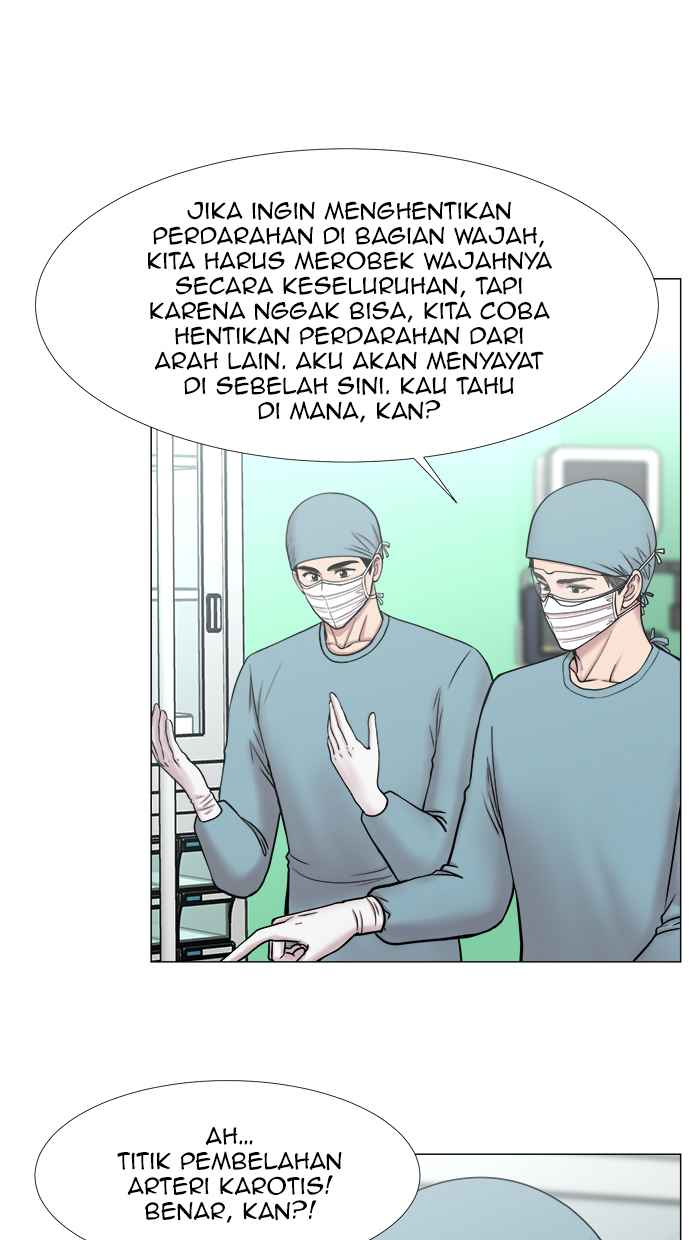 JIKA INGIN MENGHENTIKAN
PERDARAHAN DI BAGIAN WAJAH,
KITA HARUS MEROBEK WAJAHNYA
SECARA KESELURUHAN, TAPI
KARENA NGGAK BISA, KITA COBA
HENTIKAN PERDARAHAN DARI
ARAH LAIN. AKU AKAN MENYAYAT
DI SEBELAH SINI. KAU TAHU
DI MANA, KAN?
AH...
TITIK PEMBELAHAN
ARTERI KAROTIS!
BENAR, KAN?!